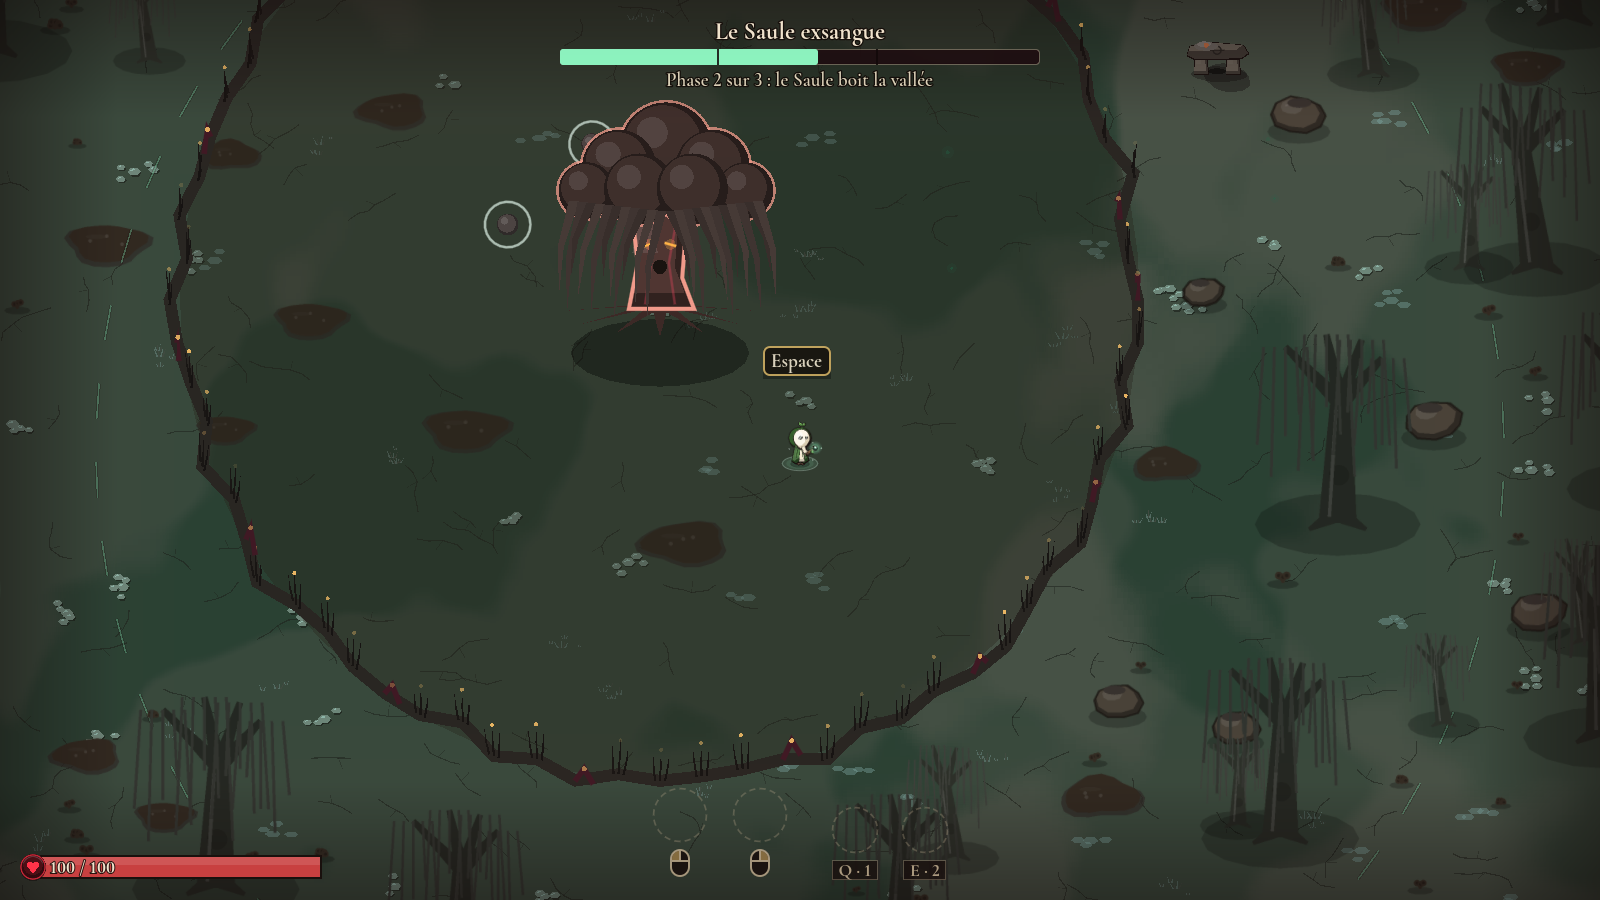 Le Saule exsangue
Phase 2 sur 3 : le Saule boit la vallée
Espace
100 / 100
Q · 1
E · 2